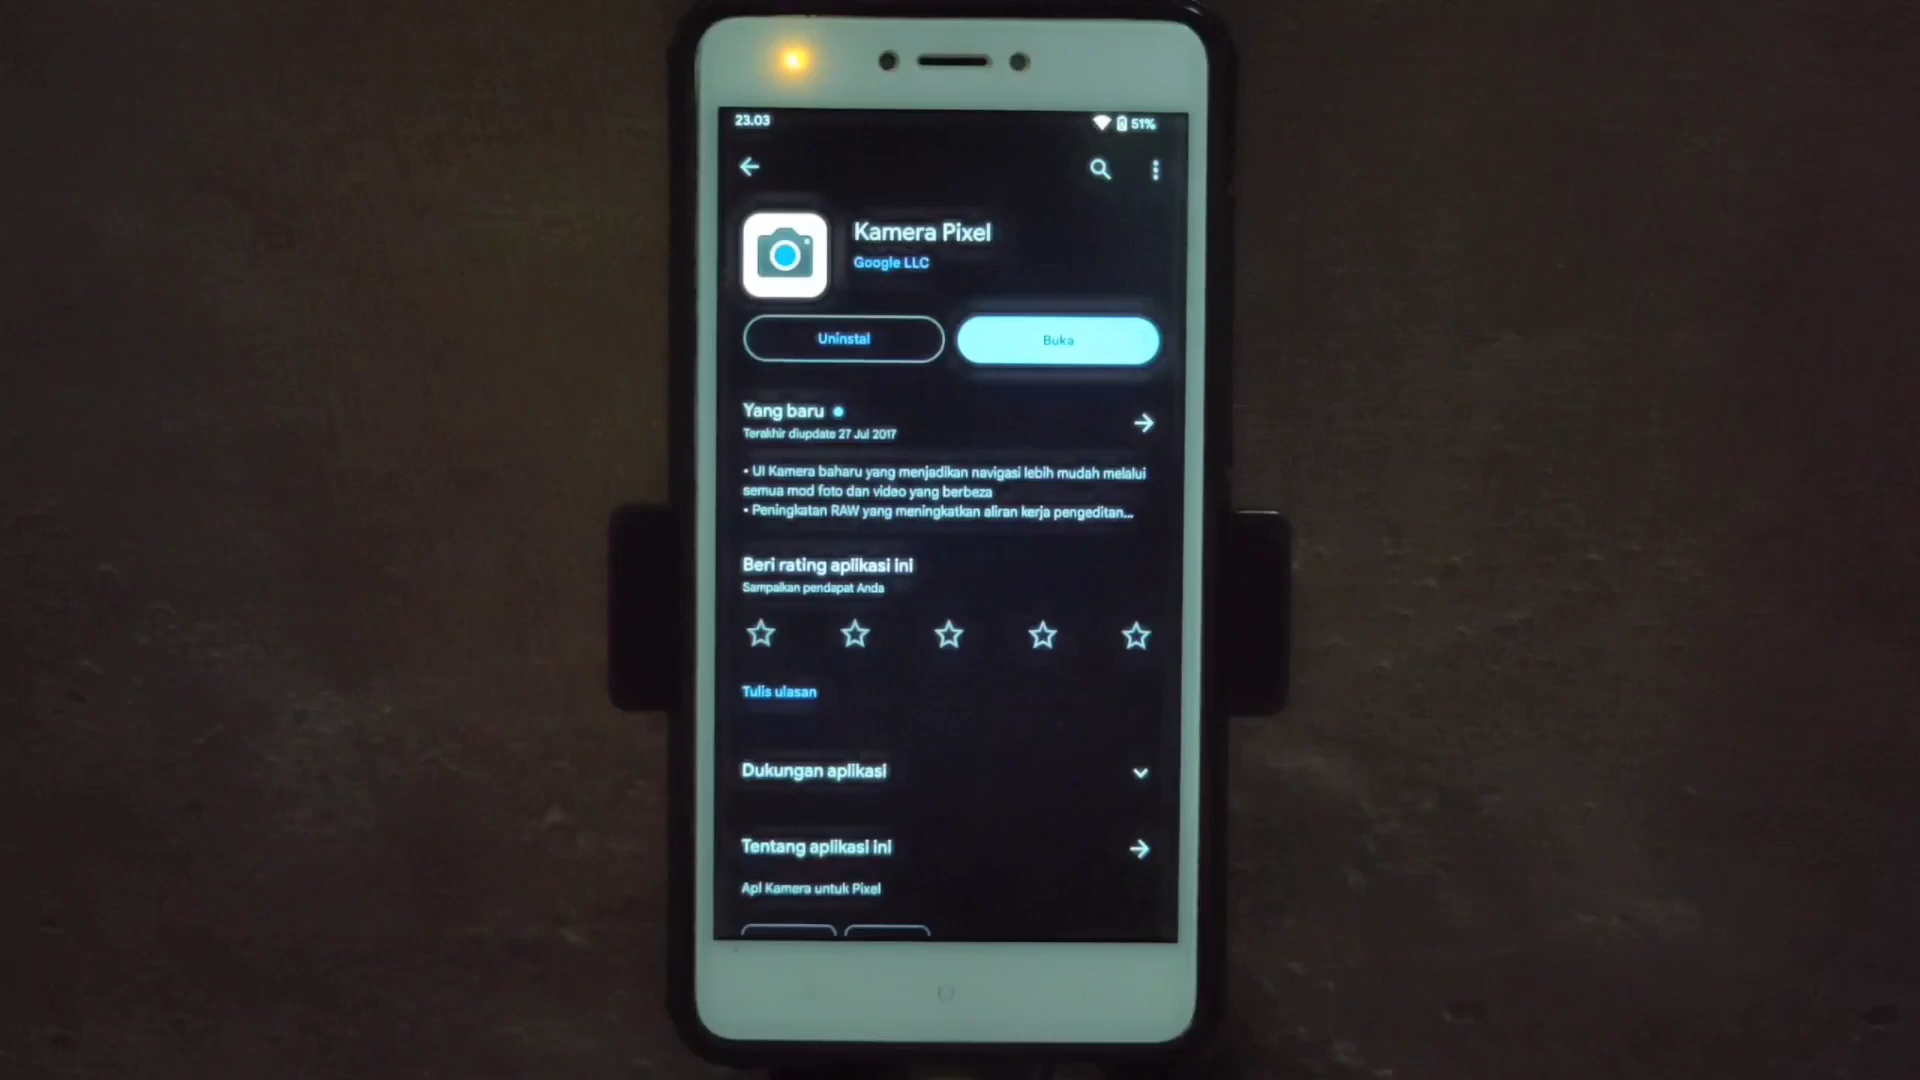 23.03
51%
Kamera Pixel
Google LLC
Uninstal
Buka
Yang baru
Terakhir diupdate 27 Jul 2017
• UI Kamera baharu yang menjadikan navigasi lebih mudah melalui
semua mod foto dan video yang berbeza
• Peningkatan RAW yang meningkatkan aliran kerja pengeditan...
Beri rating aplikasi ini
Sampaikan pendapat Anda
Tulis ulasan
Dukungan aplikasi
Tentang aplikasi ini
Apl Kamera untuk Pixel